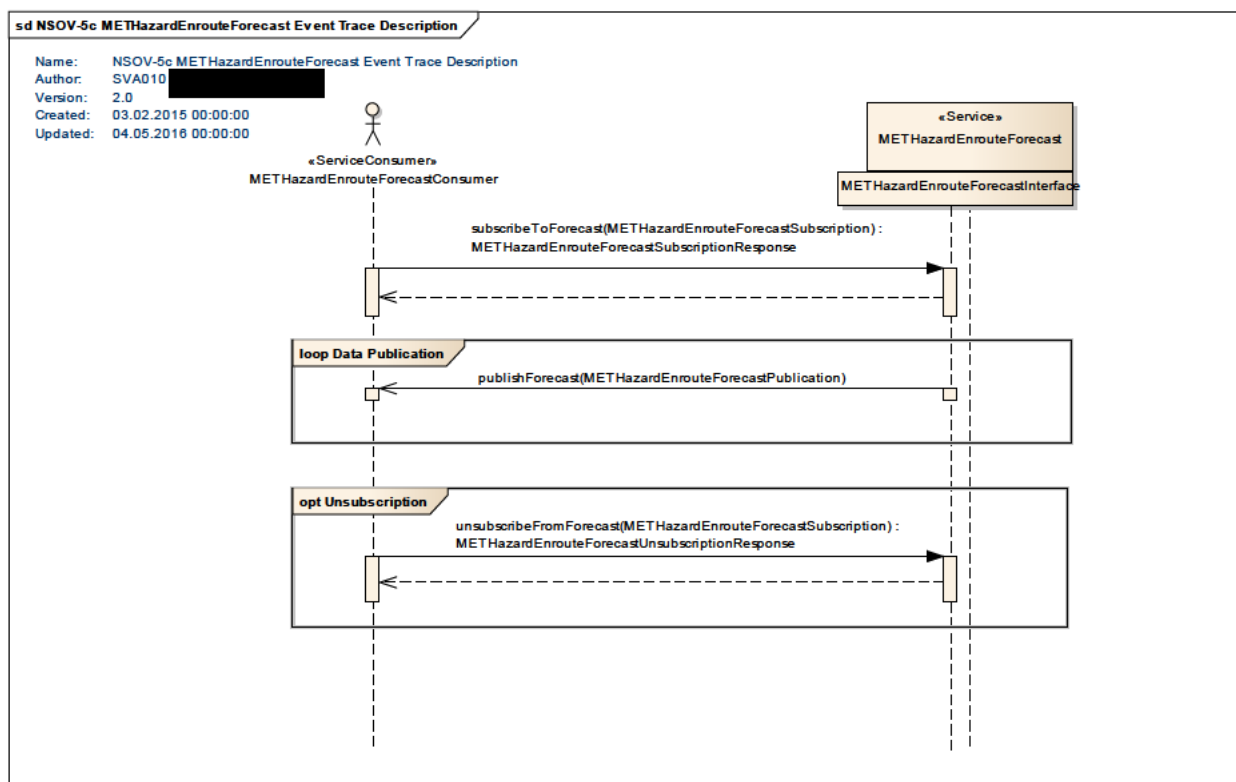 sd NSOV-5c METHazardEnrouteForecast Event Trace Description
Name: NSOV-5c METHazardEnrouteForecast Event Trace Description
Author: SVA010
Version: 2.0
Created: 03.02.2015 00:00:00
Updated: 04.05.2016 00:00:00
«ServiceConsumer»
METHazardEnrouteForecastConsumer
«Service»
METHazardEnrouteForecast
METHazardEnrouteForecastInterface
subscribeToForecast(METHazardEnrouteForecastSubscription) :
METHazardEnrouteForecastSubscriptionResponse
loop Data Publication
publishForecast(METHazardEnrouteForecastPublication)
opt Unsubscription
unsubscribeFromForecast(METHazardEnrouteForecastSubscription) :
METHazardEnrouteForecastUnsubscriptionResponse